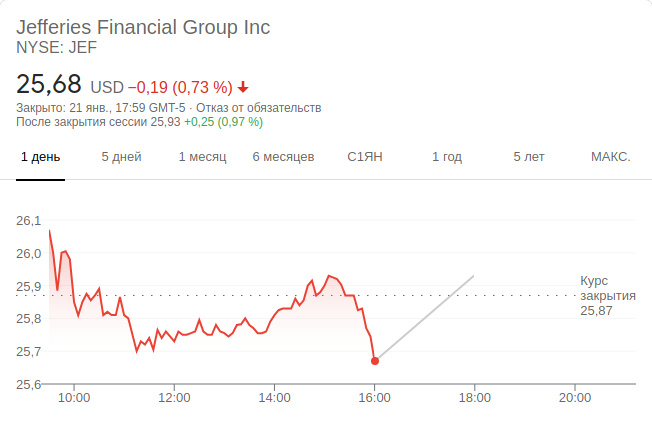 Jefferies Financial Group Inc
NYSE: JEF
25,68 USD −0,19 (0,73 %)
Закрыто: 21 янв., 17:59 GMT-5 · Отказ от обязательств
После закрытия сессии 25,93 +0,25 (0,97 %)
1 день 5 дней 1 месяц 6 месяцев С1ЯН 1 год 5 лет МАКС.
26,1
26,0
25,9
25,8
25,7
25,6
Курс
закрытия
25,87
10:00 12:00 14:00 16:00 18:00 20:00